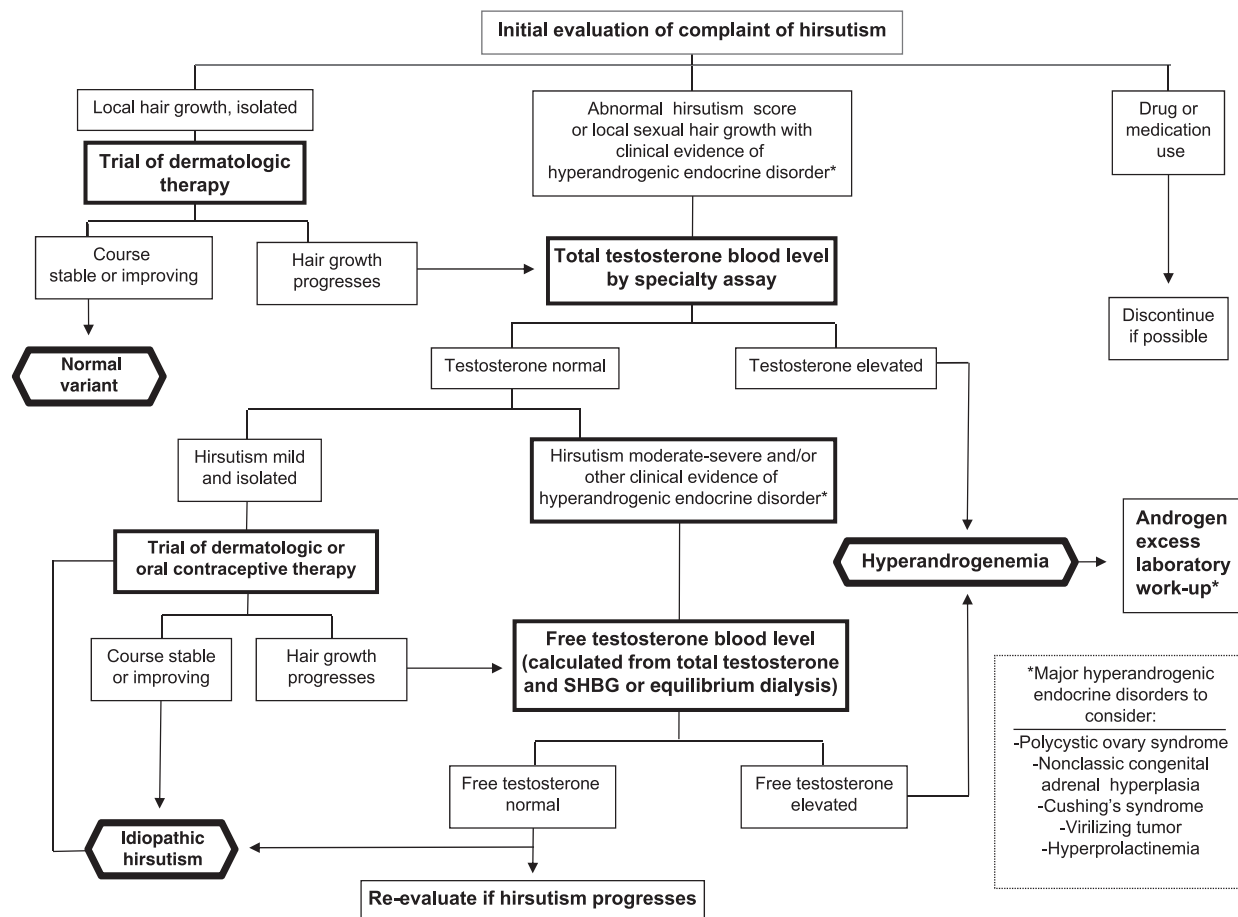 Initial evaluation of complaint of hirsutism
Local hair growth, isolated
Abnormal hirsutism score
or local sexual hair growth with
clinical evidence of
hyperandrogenic endocrine disorder*
Drug or
medication
use
Trial of dermatologic
therapy
Course
stable or improving
Hair growth
progresses
Total testosterone blood level
by specialty assay
Discontinue
if possible
Normal
variant
Testosterone normal
Testosterone elevated
Hirsutism mild
and isolated
Hirsutism moderate-severe and/or
other clinical evidence of
hyperandrogenic endocrine disorder*
Trial of dermatologic or
oral contraceptive therapy
Hyperandrogenemia
Androgen
excess
laboratory
work-up*
Course stable
or improving
Hair growth
progresses
Free testosterone blood level
(calculated from total testosterone
and SHBG or equilibrium dialysis)
Free testosterone
normal
Free testosterone
elevated
Idiopathic
hirsutism
Re-evaluate if hirsutism progresses
*Major hyperandrogenic
endocrine disorders to
consider:
-Polycystic ovary syndrome
-Nonclassic congenital
adrenal hyperplasia
-Cushing's syndrome
-Virilizing tumor
-Hyperprolactinemia